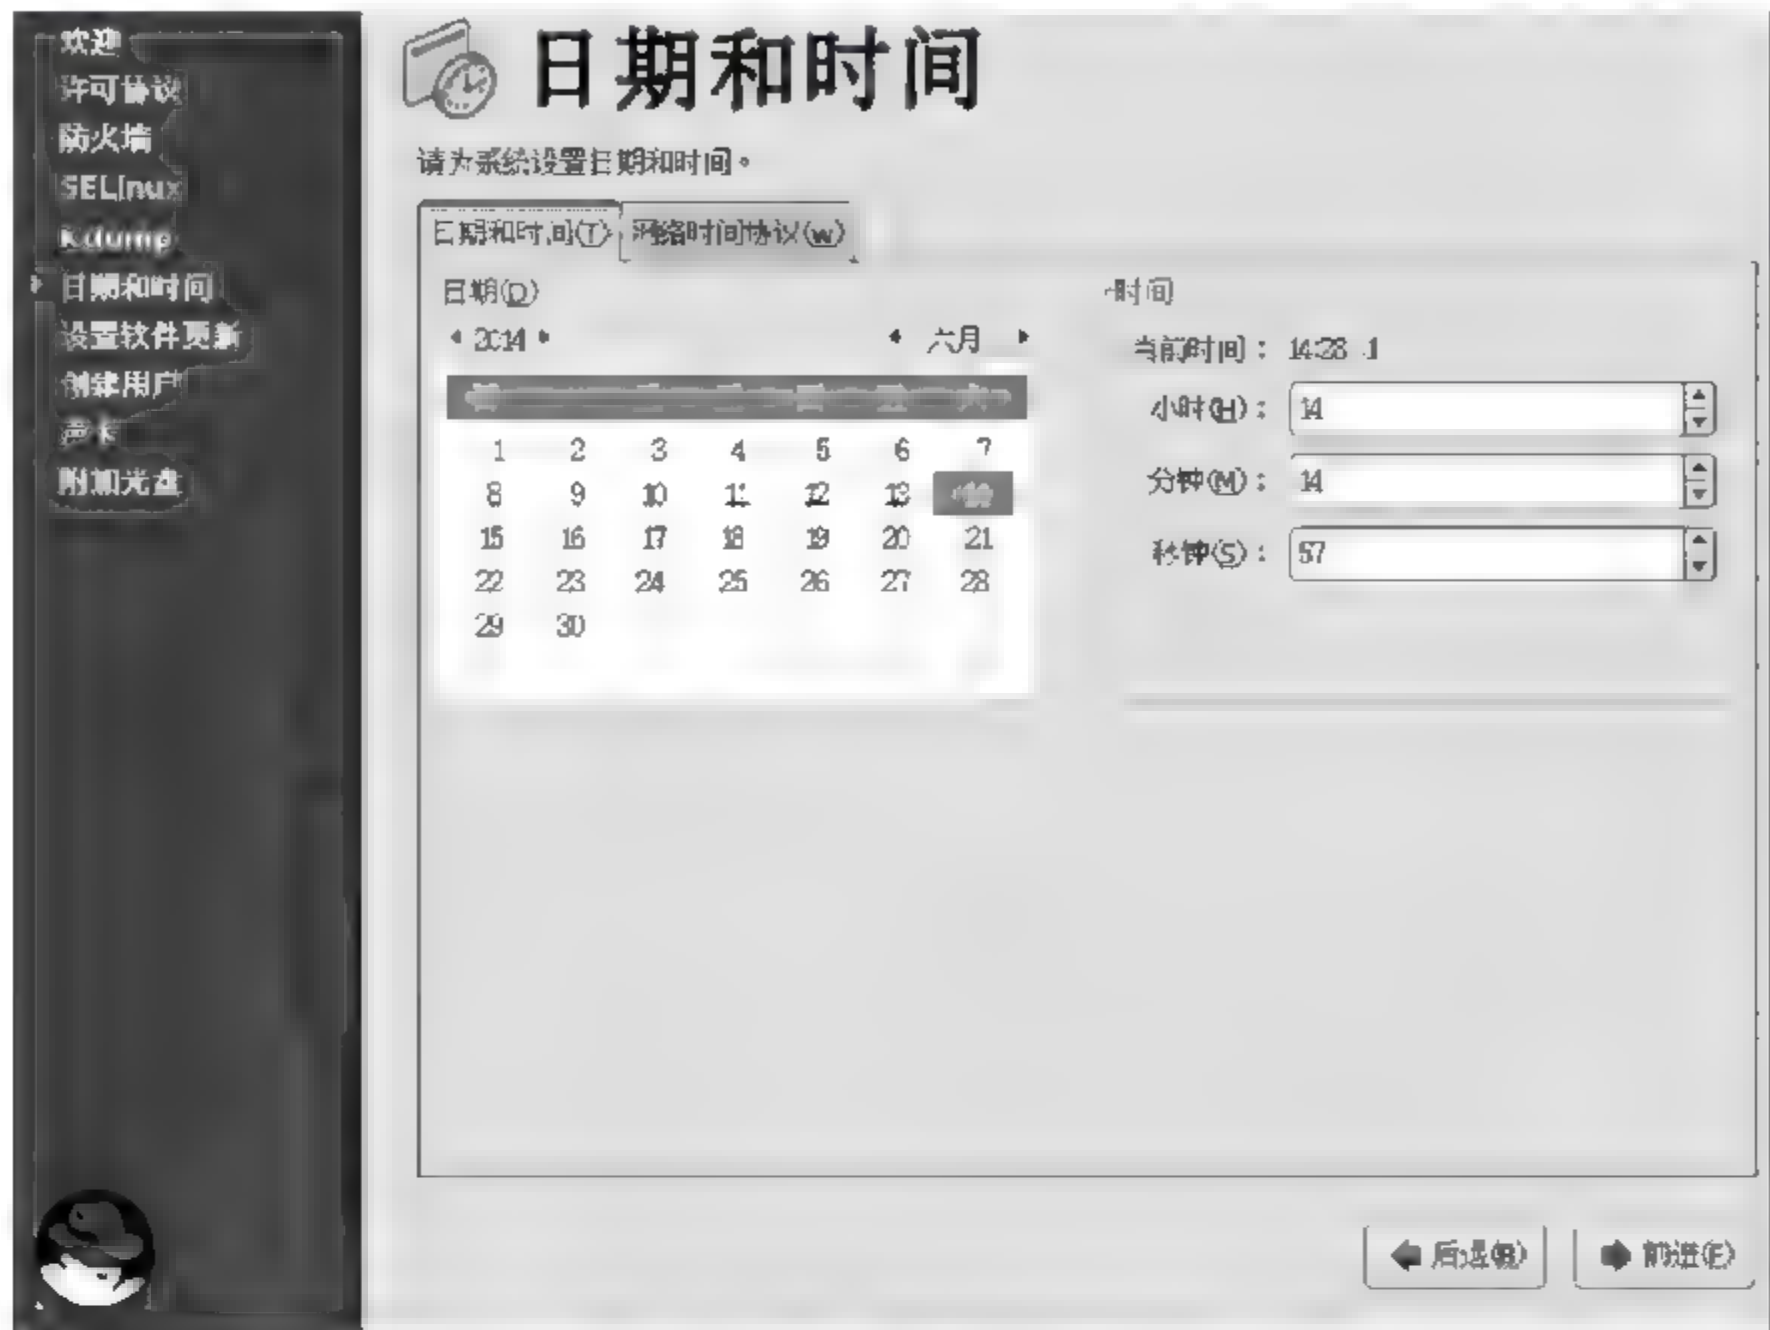 欢迎
许可协议
防火墙
SELinux
Kdump
日期和时间
设置软件更新
创建用户
声卡
附加光盘
日期和时间
请为系统设置日期和时间。
日期和时间(T) 网络时间协议(W)
日期(D)
2014 六月
1 2 3 4 5 6 7
8 9 10 11 12 13
15 16 17 18 19 20 21
22 23 24 25 26 27 28
29 30
时间
当前时间：14:28
小时(H)：14
分钟(M)：14
秒钟(S)：57
后退(B) 前进(F)